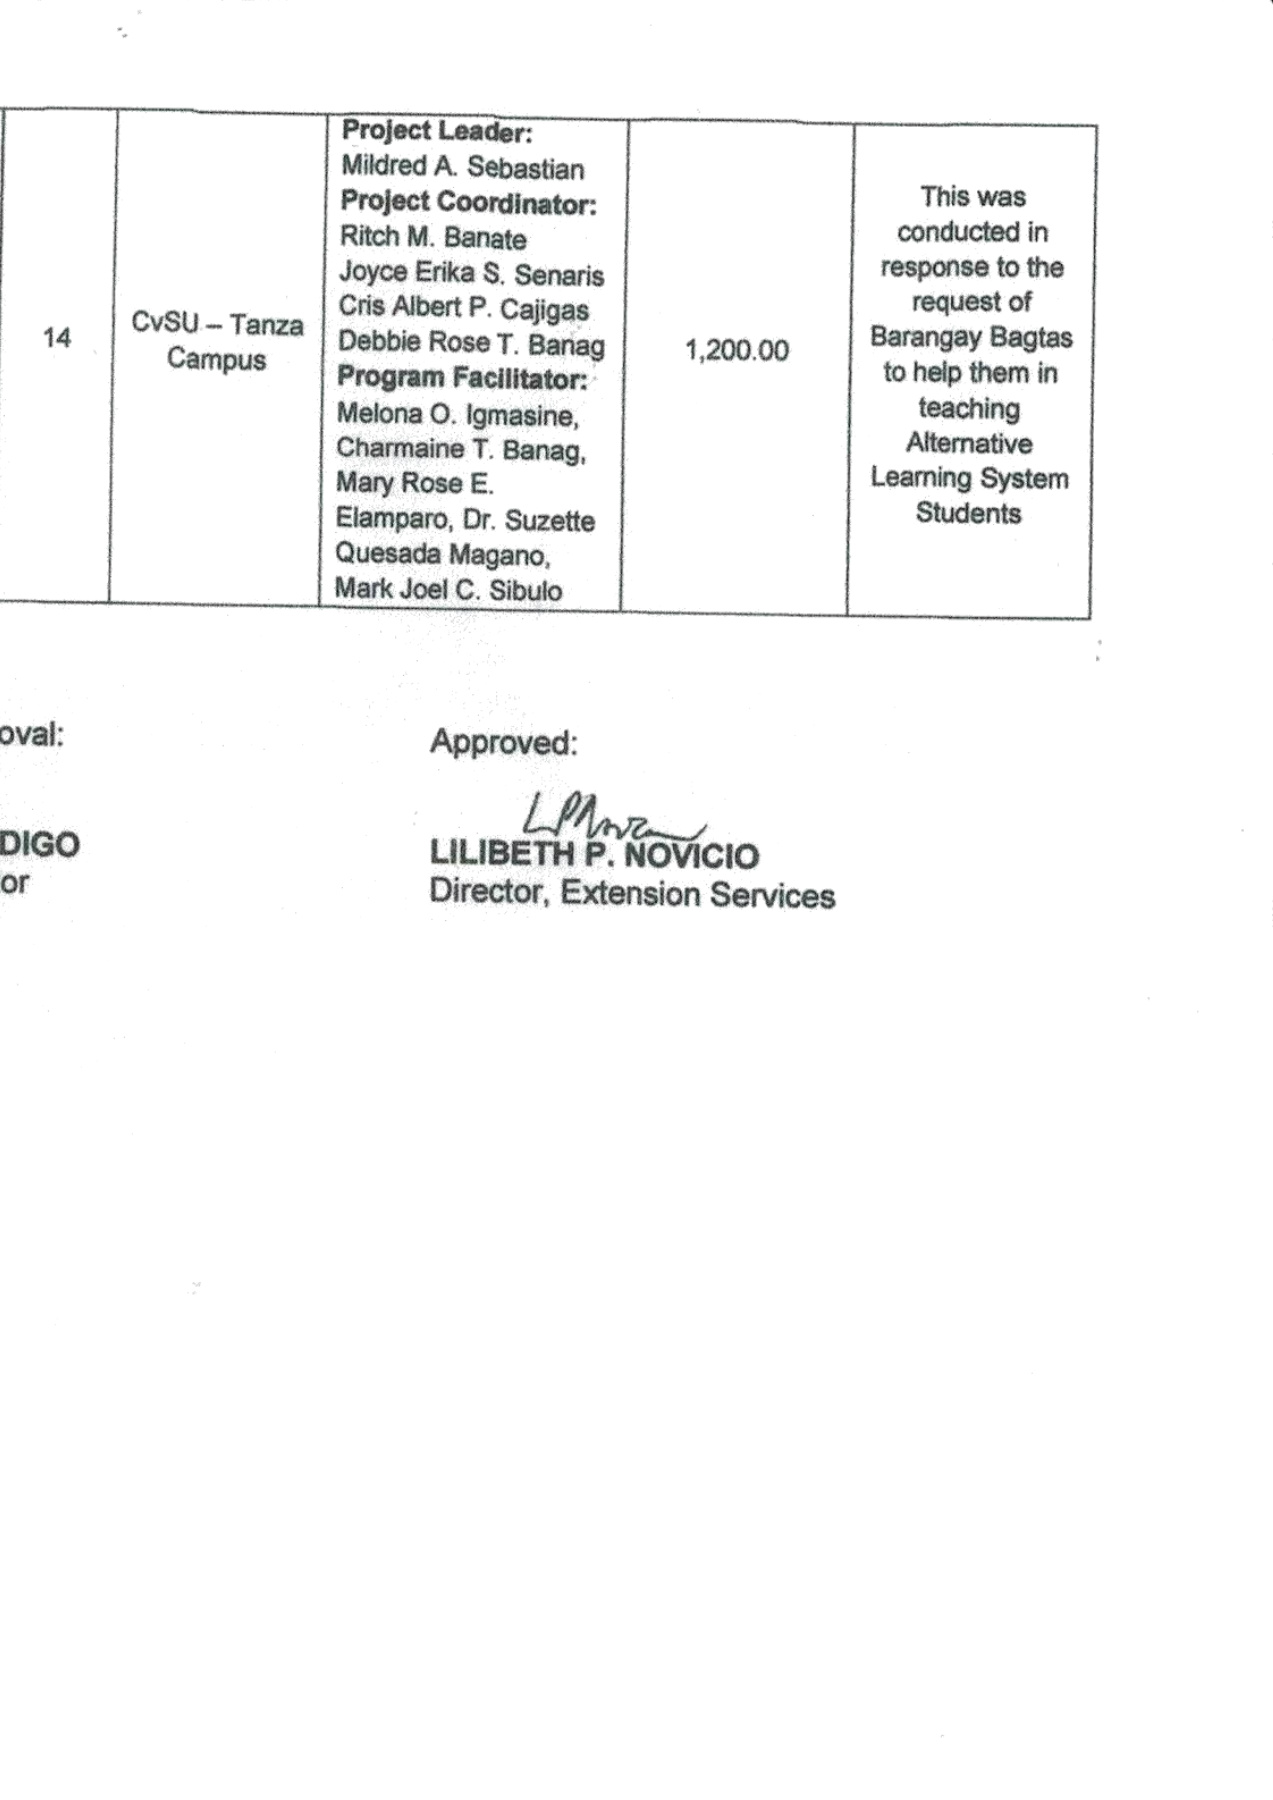 14
CvSU – Tanza
Campus
Project Leader:
Mildred A. Sebastian
Project Coordinator:
Ritch M. Banate
Joyce Erika S. Senaris
Cris Albert P. Cajigas
Debbie Rose T. Banag
Program Facilitator:
Melona O. Igmasine,
Charmaine T. Banag,
Mary Rose E.
Elamparo, Dr. Suzette
Quesada Magano,
Mark Joel C. Sibulo
1,200.00
This was
conducted in
response to the
request of
Barangay Bagtas
to help them in
teaching
Alternative
Learning System
Students
oval:
DIGO
or
Approved:
LILIBETH P. NOVICIO
Director, Extension Services